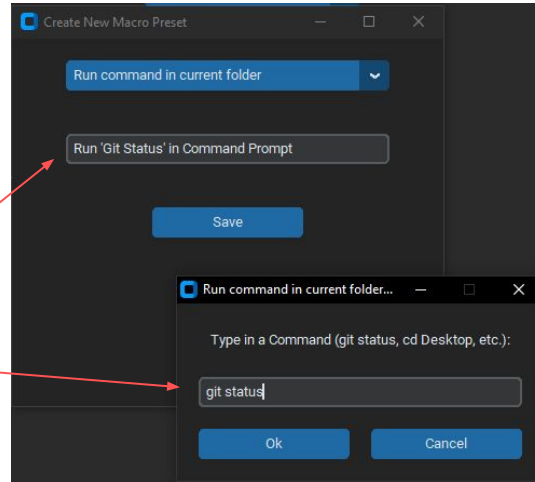 Create New Macro Preset
Run command in current folder
Run 'Git Status' in Command Prompt
Save
Run command in current folder...
Type in a Command (git status, cd Desktop, etc.):
git status
Ok
Cancel